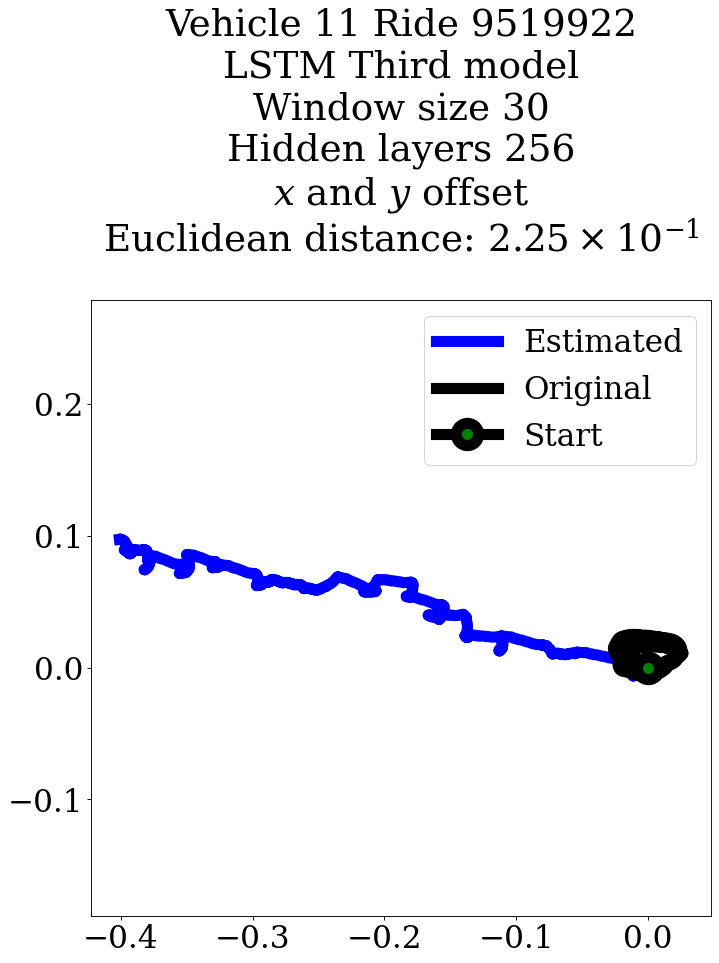 Vehicle 11 Ride 9519922
LSTM Third model
Window size 30
Hidden layers 256
x and y offset
Euclidean distance: 2.25 × 10⁻¹
Estimated
Original
Start
0.2
0.1
0.0
−0.1
−0.4 −0.3 −0.2 −0.1 0.0